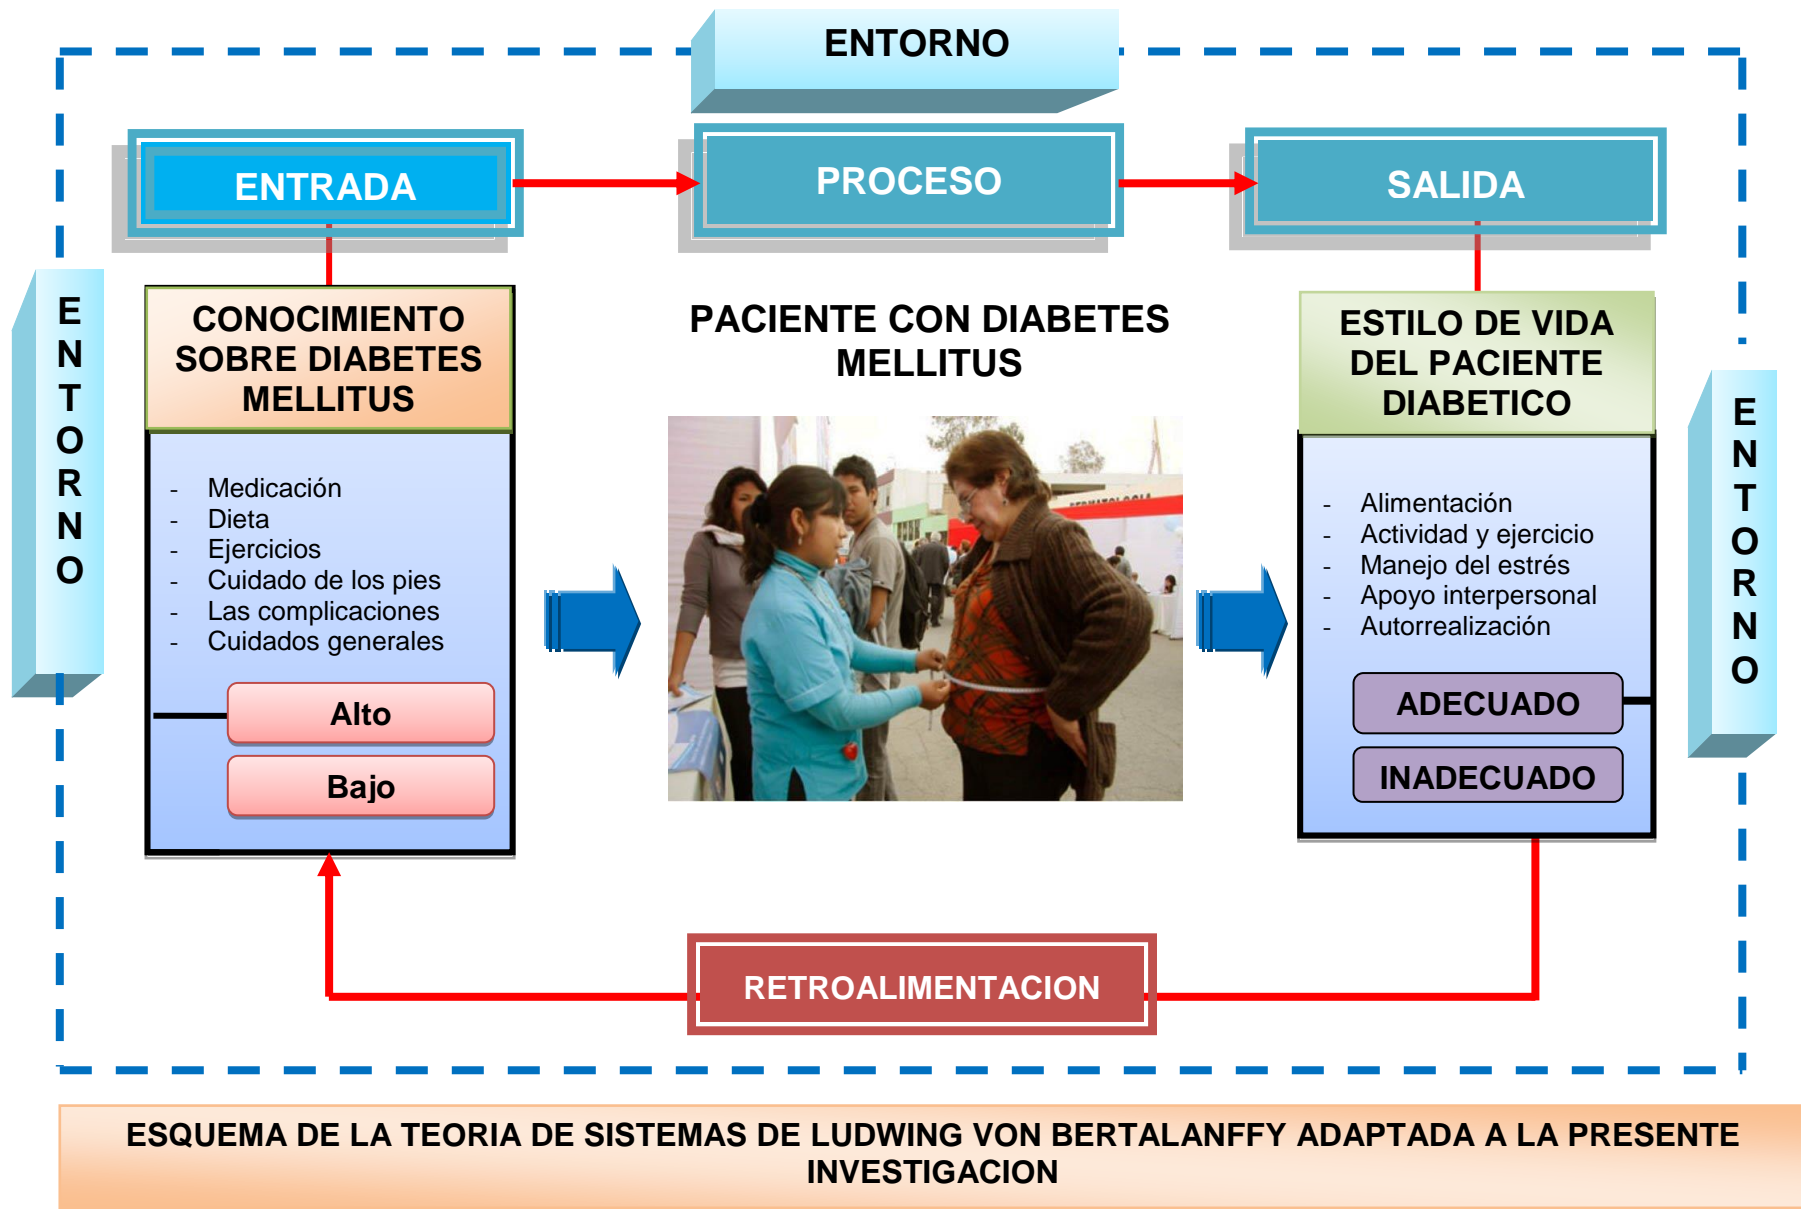 ENTORNO
ENTRADA
PROCESO
SALIDA
ENTORNO
CONOCIMIENTO
SOBRE DIABETES
MELLITUS
- Medicación
- Dieta
- Ejercicios
- Cuidado de los pies
- Las complicaciones
- Cuidados generales
Alto
Bajo
PACIENTE CON DIABETES
MELLITUS
ESTILO DE VIDA
DEL PACIENTE
DIABETICO
- Alimentación
- Actividad y ejercicio
- Manejo del estrés
- Apoyo interpersonal
- Autorrealización
ADECUADO
INADECUADO
ENTORNO
RETROALIMENTACION
ESQUEMA DE LA TEORIA DE SISTEMAS DE LUDWING VON BERTALANFFY ADAPTADA A LA PRESENTE
INVESTIGACION